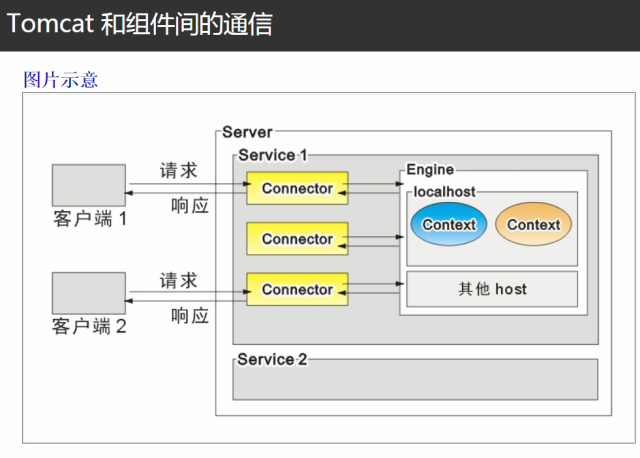 Tomcat 和组件间的通信
图片示意
Server
Service 1
Engine
localhost
请求
Connector
Context
Context
响应
客户端 1
Connector
请求
Connector
其他 host
响应
客户端 2
Service 2